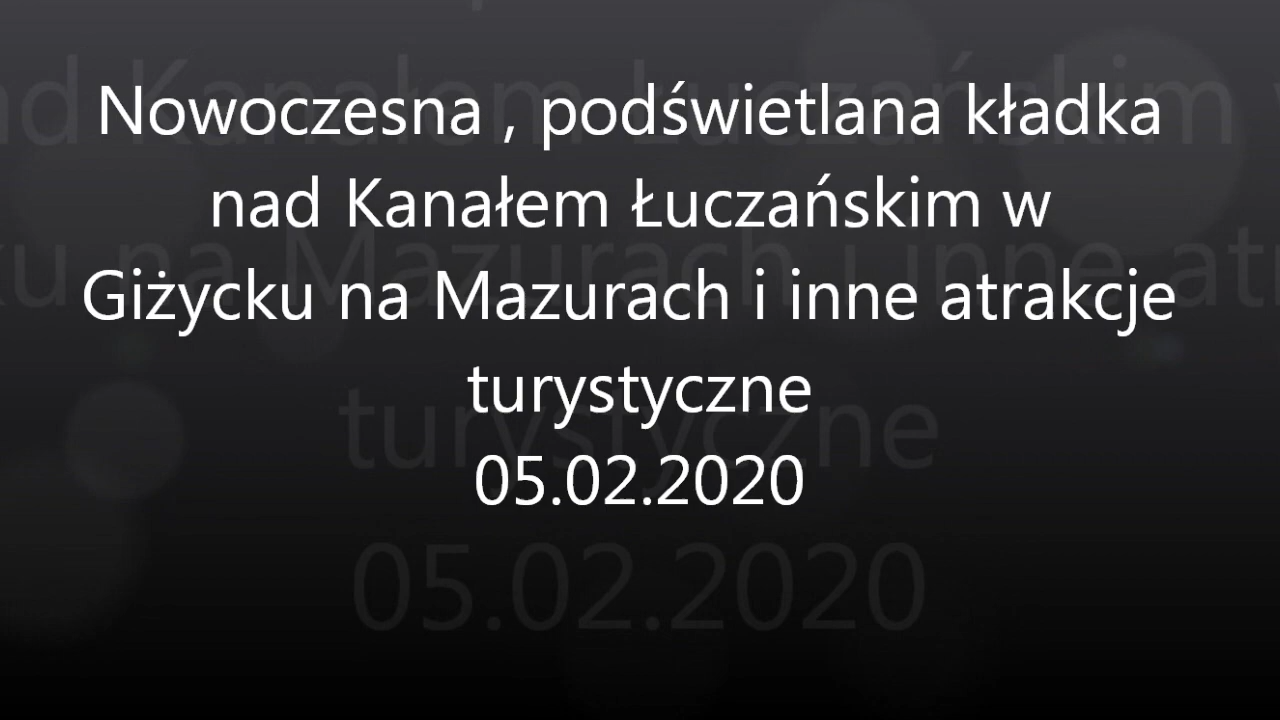 Nowoczesna , podświetlana kładka
nad Kanałem Łuczańskim w
Giżycku na Mazurach i inne atrakcje
turystyczne
05.02.2020